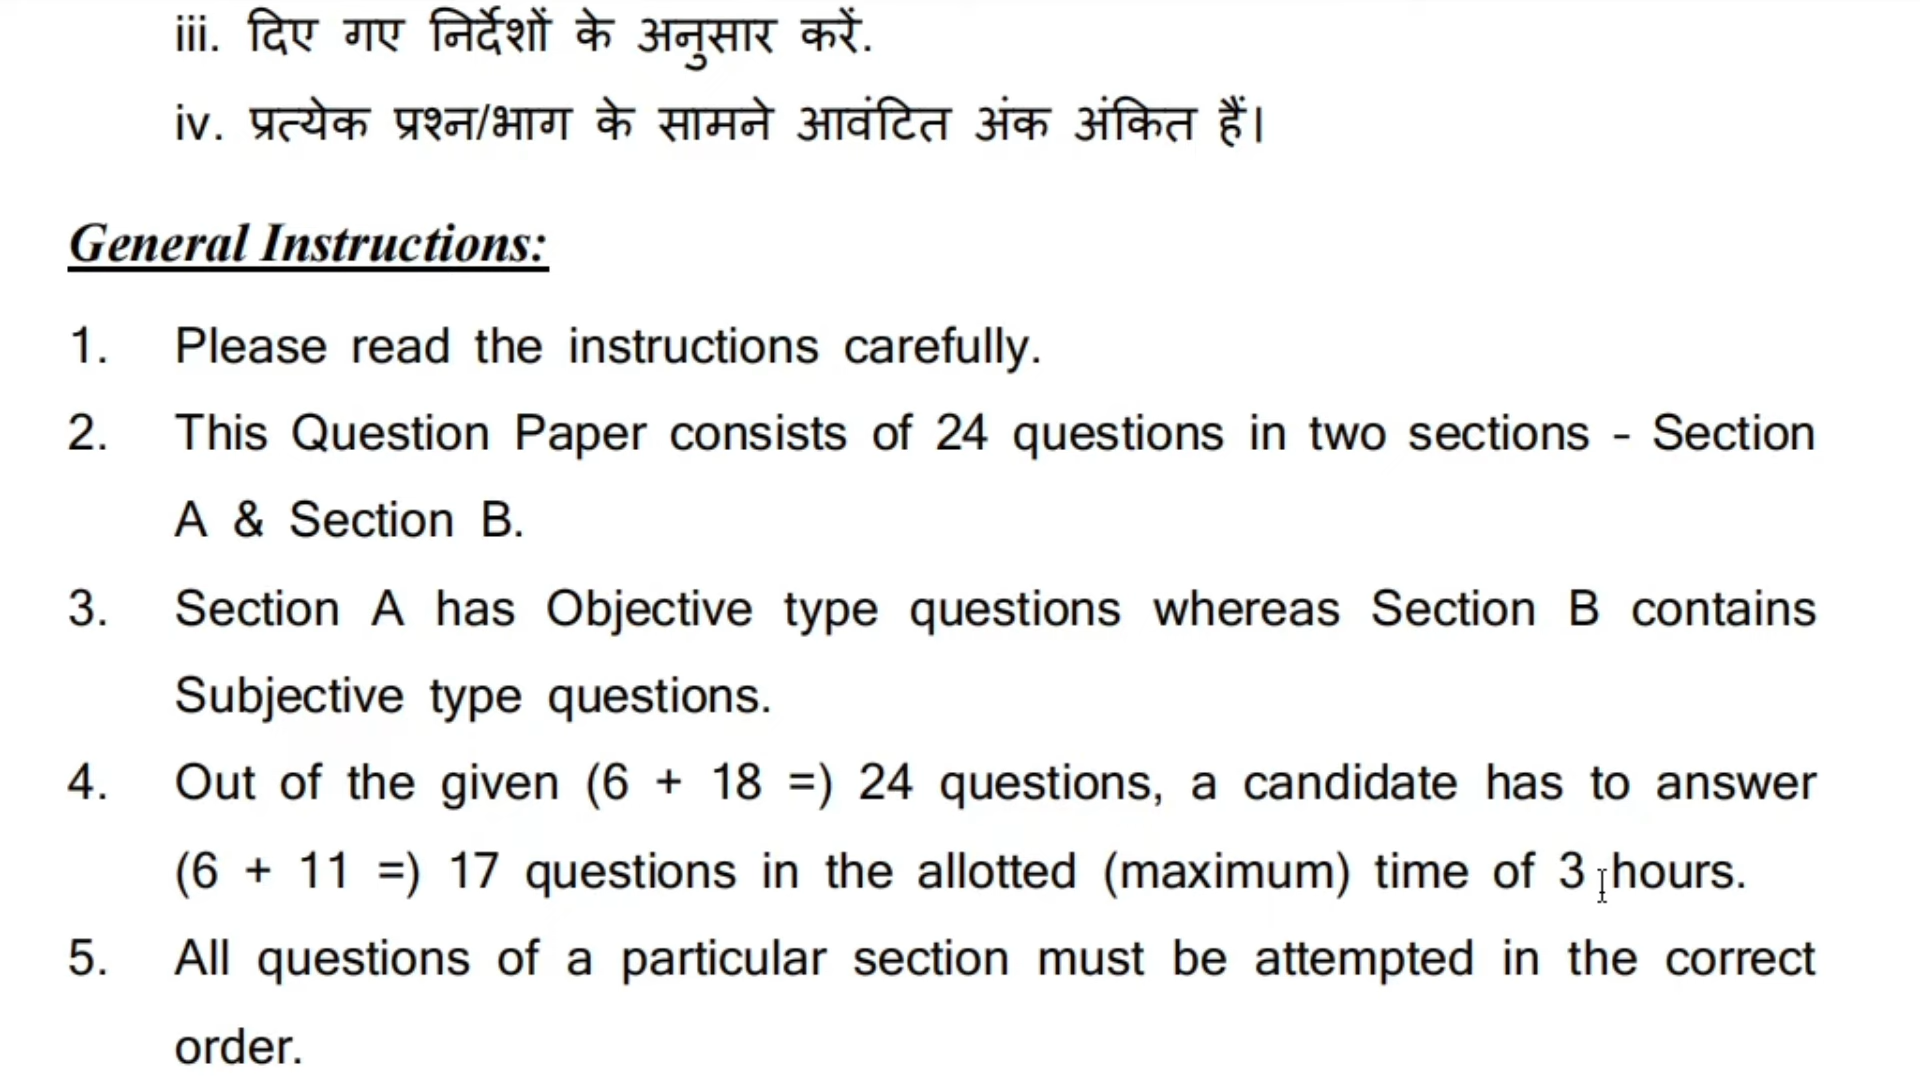 iii. दिए गए निर्देशों के अनुसार करें.
iv. प्रत्येक प्रश्न/भाग के सामने आवंटित अंक अंकित हैं।
General Instructions:
1. Please read the instructions carefully.
2. This Question Paper consists of 24 questions in two sections - Section
A & Section B.
3. Section A has Objective type questions whereas Section B contains
Subjective type questions.
4. Out of the given (6 + 18 =) 24 questions, a candidate has to answer
(6 + 11 =) 17 questions in the allotted (maximum) time of 3 hours.
5. All questions of a particular section must be attempted in the correct
order.